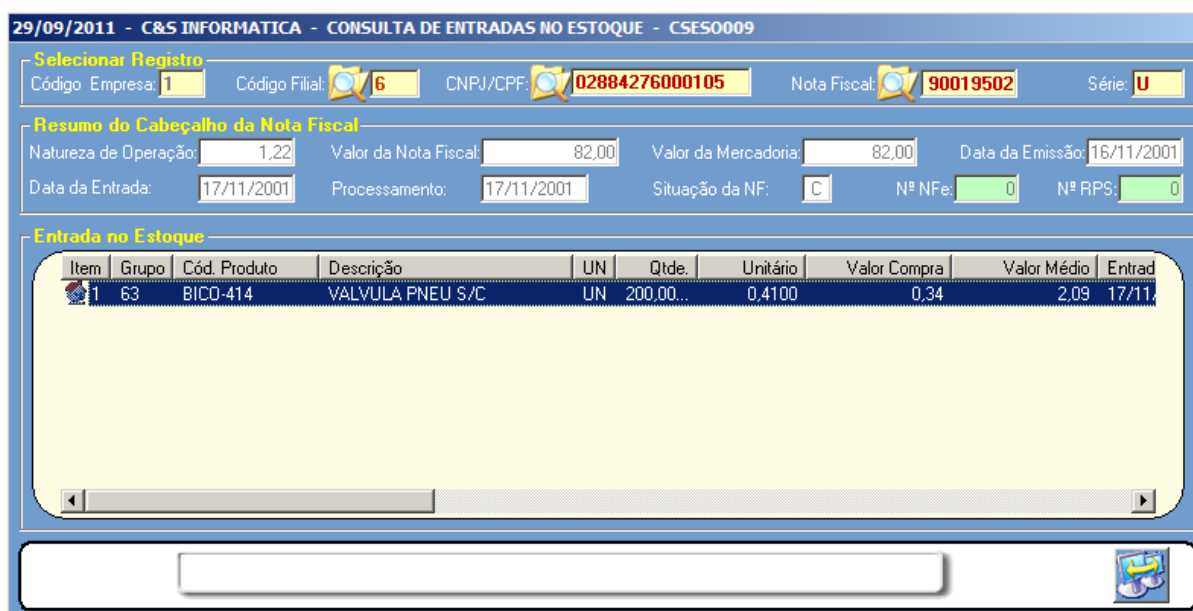 29/09/2011 - C&S INFORMATICA - CONSULTA DE ENTRADAS NO ESTOQUE - CSESO009
Selecionar Registro
Código Empresa: 1 Código Filial: 6 CNPJ/CPF: 02884276000105 Nota Fiscal: 90019502 Série: U
Resumo do Cabeçalho da Nota Fiscal
Natureza de Operação: 1,22 Valor da Nota Fiscal: 82,00 Valor da Mercadoria: 82,00 Data da Emissão: 16/11/2001
Data da Entrada: 17/11/2001 Processamento: 17/11/2001 Situação da NF: C Nº NFe: 0 Nº RPS: 0
Entrada no Estoque
Item Grupo Cód. Produto Descrição UN Qtde. Unitário Valor Compra Valor Médio Entrad
1 63 BICO-414 VALVULA PNEU S/C UN 200,00... 0,4100 0,34 2,09 17/11/